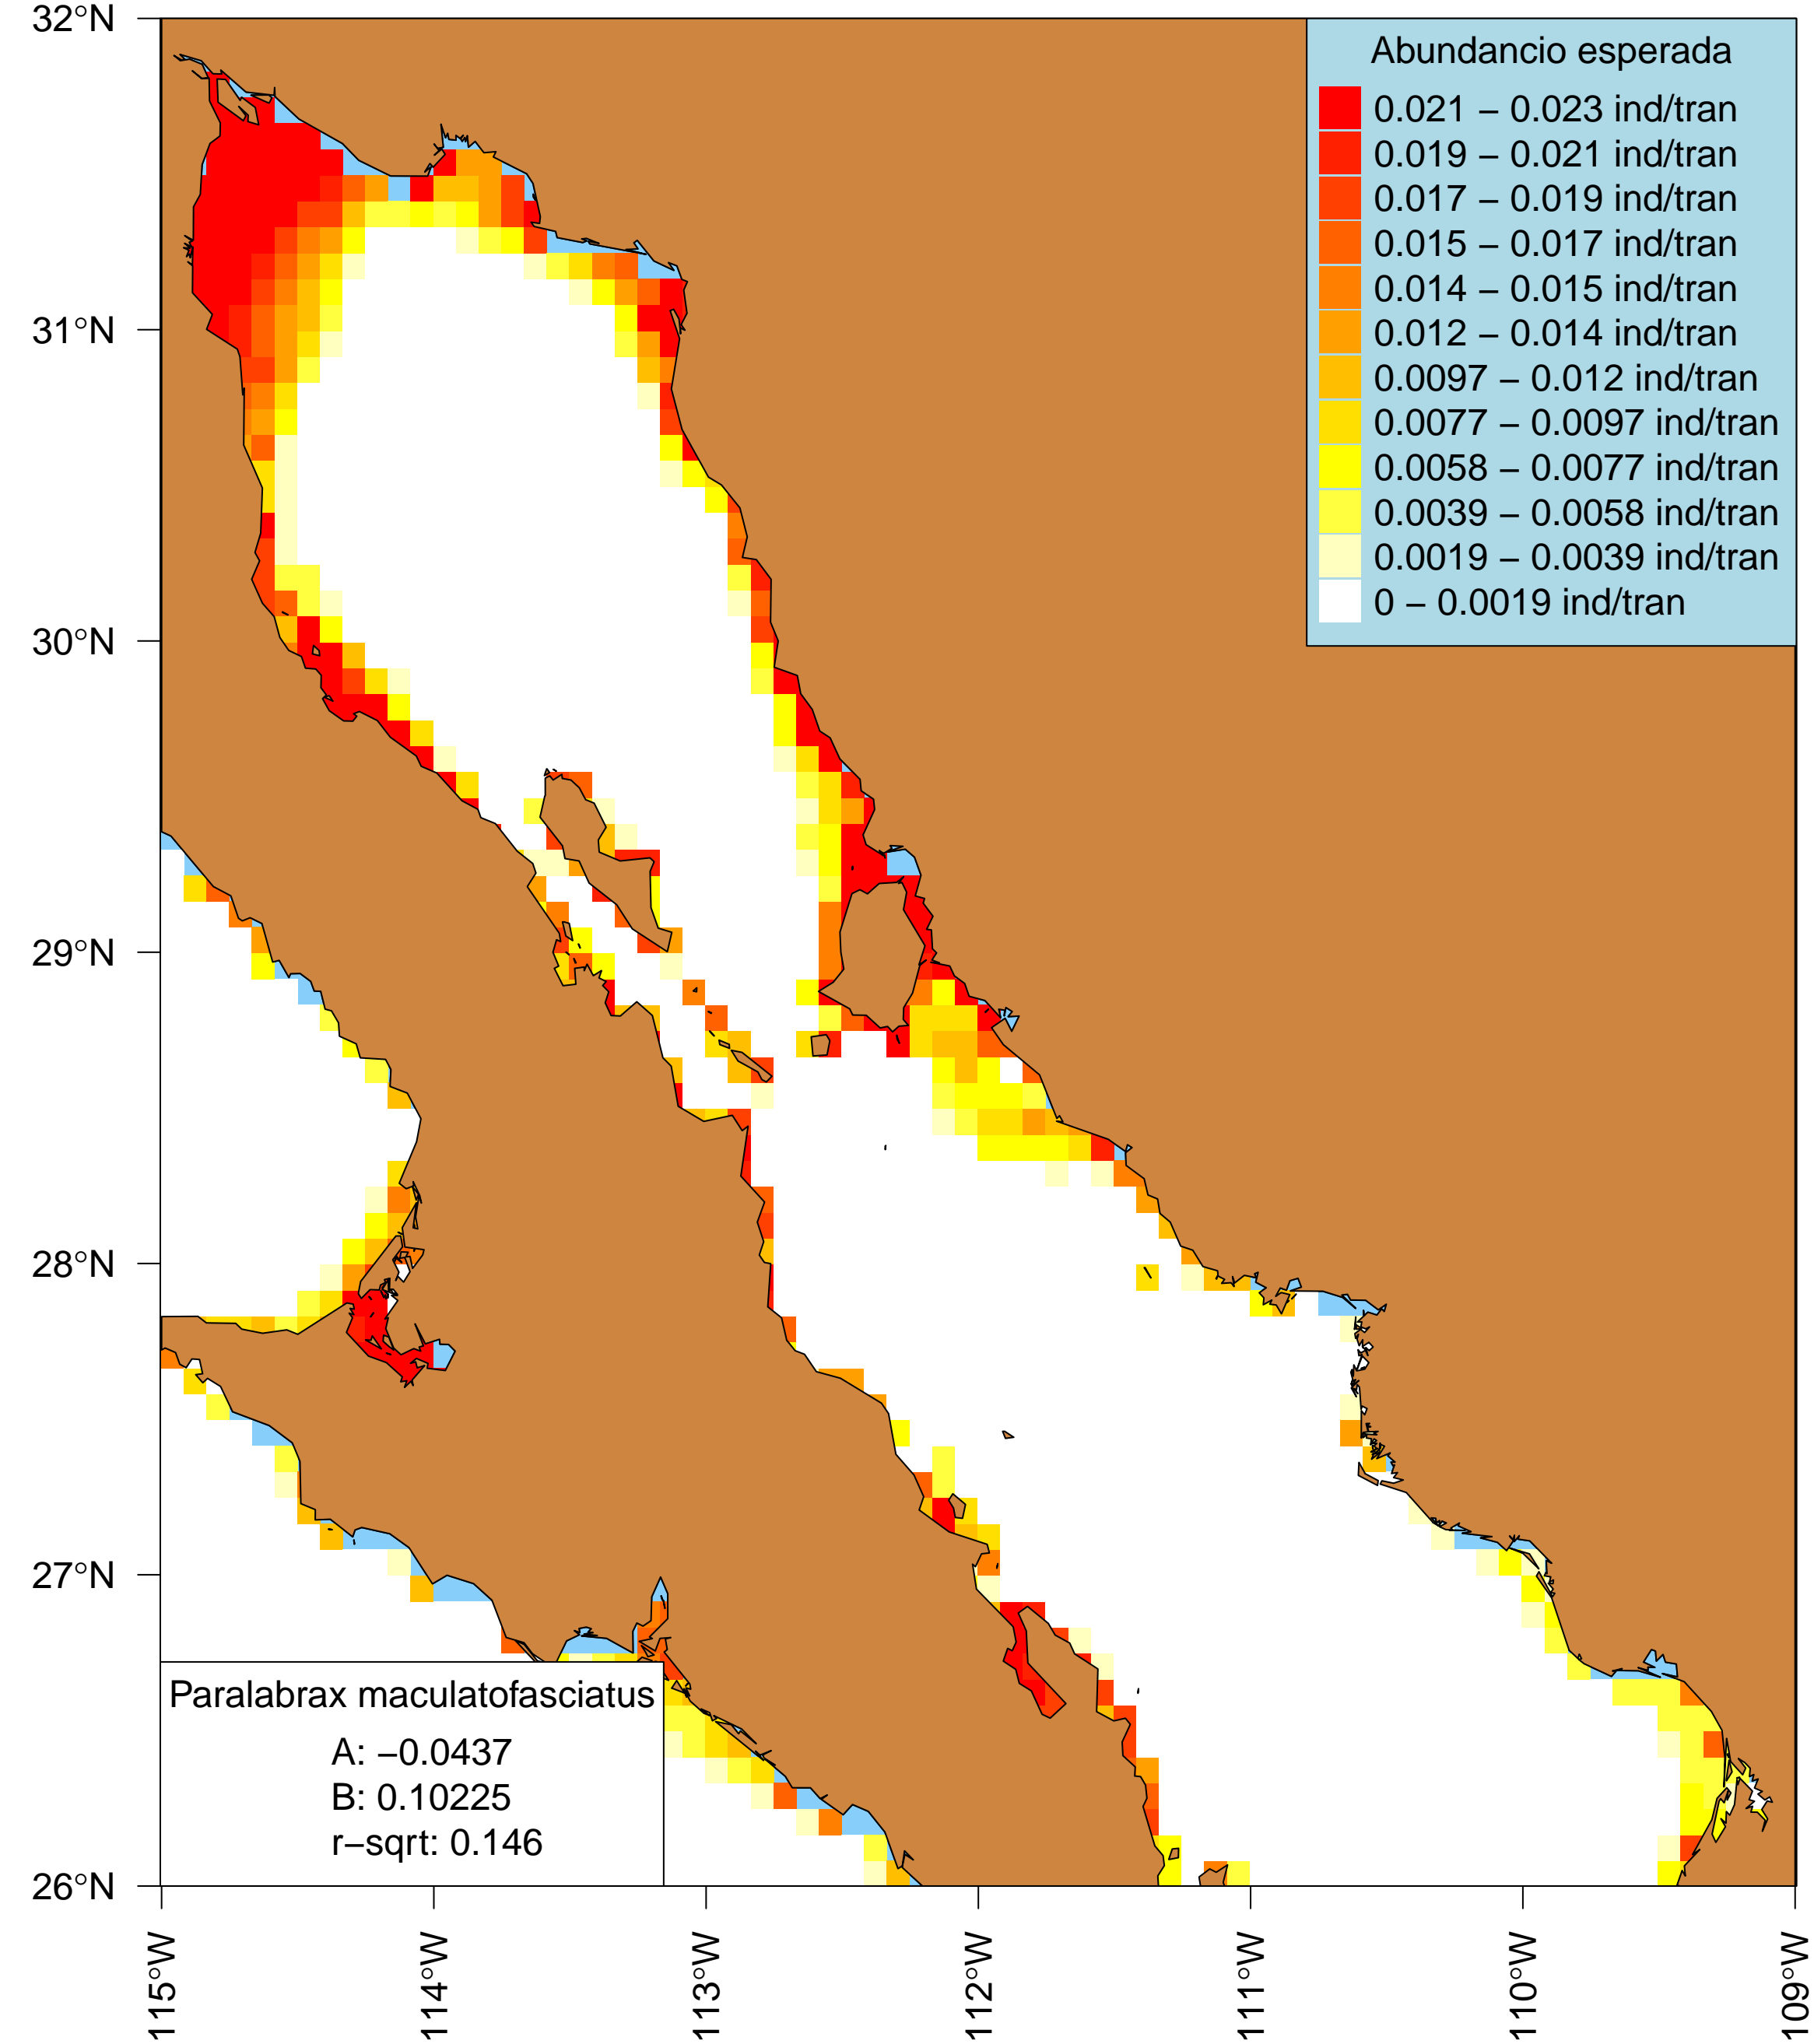 32°N
31°N
30°N
29°N
28°N
27°N
26°N
Abundancio esperada
0.021 − 0.023 ind/tran
0.019 − 0.021 ind/tran
0.017 − 0.019 ind/tran
0.015 − 0.017 ind/tran
0.014 − 0.015 ind/tran
0.012 − 0.014 ind/tran
0.0097 − 0.012 ind/tran
0.0077 − 0.0097 ind/tran
0.0058 − 0.0077 ind/tran
0.0039 − 0.0058 ind/tran
0.0019 − 0.0039 ind/tran
0 − 0.0019 ind/tran
Paralabrax maculatofasciatus
A: −0.0437
B: 0.10225
r−sqrt: 0.146
115°W
114°W
113°W
112°W
111°W
110°W
109°W